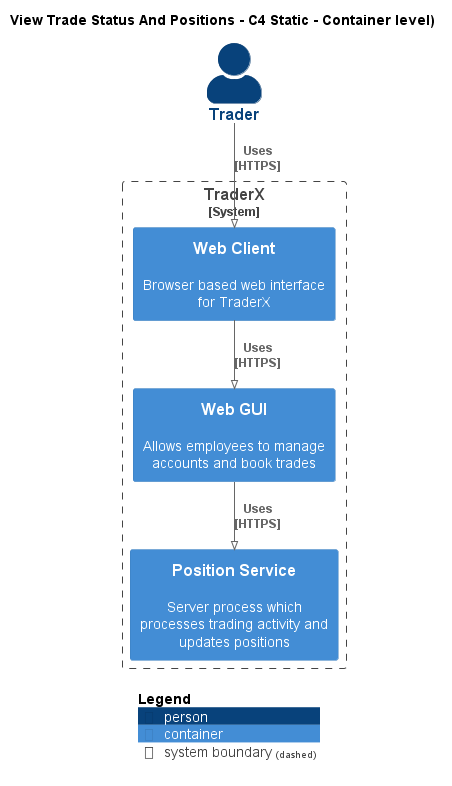 View Trade Status And Positions - C4 Static - Container level)
Trader
Uses
[HTTPS]
TraderX
[System]
Web Client
Browser based web interface
for TraderX
Uses
[HTTPS]
Web GUI
Allows employees to manage
accounts and book trades
Uses
[HTTPS]
Position Service
Server process which
processes trading activity and
updates positions
Legend
person
container
system boundary (dashed)